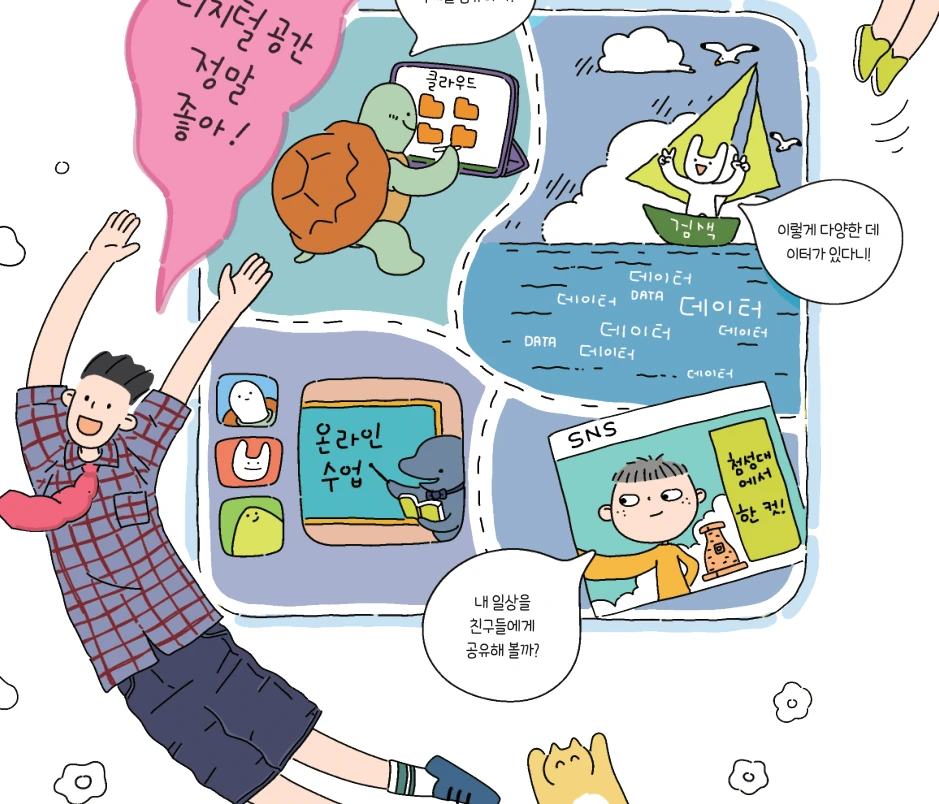 디지털 공간
정말
좋아!
클라우드
검색
이렇게 다양한 데
이터가 있다니!
데이터
데이터
DATA
데이터
데이터
데이터
DATA
데이터
데이터
온라인
수업
SNS
첨성대
에서
한 컷!
내 일상을
친구들에게
공유해 볼까?